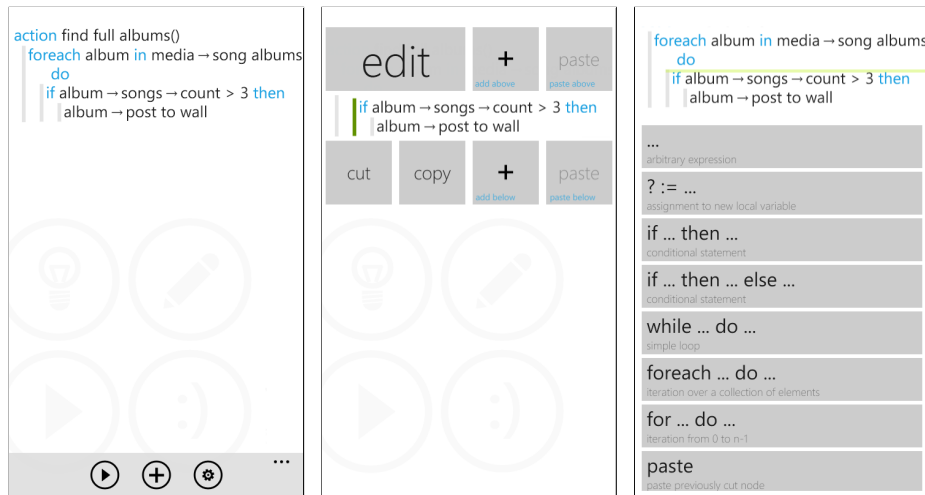 action find full albums()
foreach album in media → song albums
do
if album → songs → count > 3 then
album → post to wall
...
edit
+
add above
paste
paste above
if album → songs → count > 3 then
album → post to wall
cut
copy
+
add below
paste
paste below
foreach album in media → song albums
do
if album → songs → count > 3 then
album → post to wall
...
arbitrary expression
? := ...
assignment to new local variable
if ... then ...
conditional statement
if ... then ... else ...
conditional statement
while ... do ...
simple loop
foreach ... do ...
iteration over a collection of elements
for ... do ...
iteration from 0 to n-1
paste
paste previously cut node